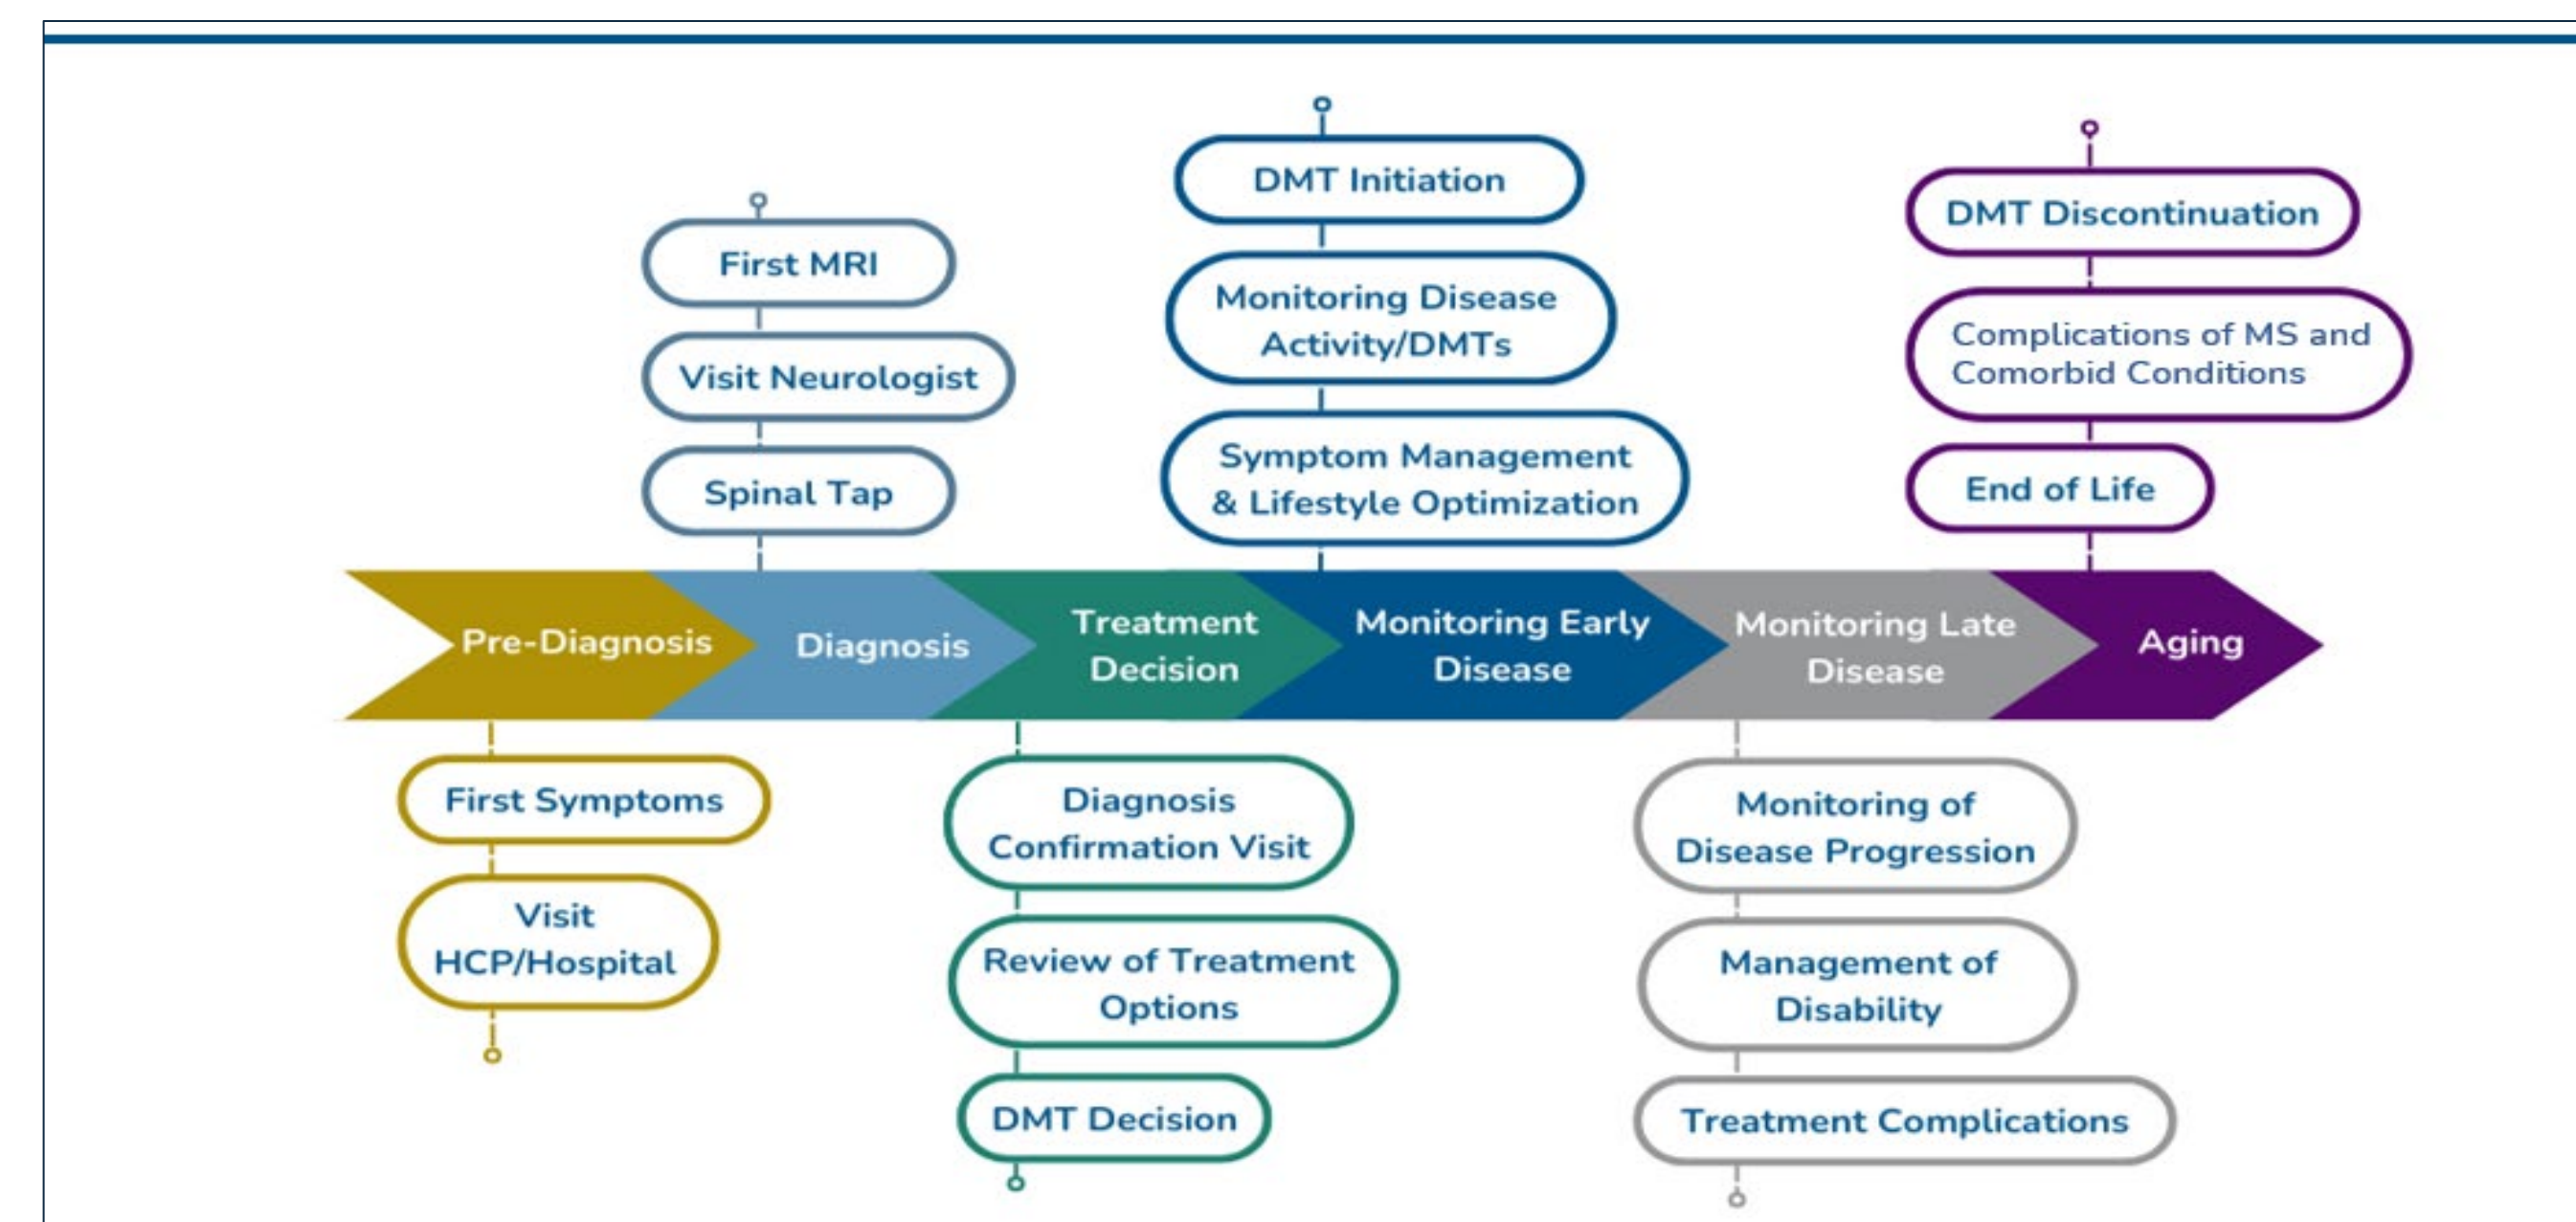 DMT Initiation
DMT Discontinuation
First MRI
Monitoring Disease
Activity/DMTs
Complications of MS and
Comorbid Conditions
Visit Neurologist
Symptom Management
& Lifestyle Optimization
Spinal Tap
End of Life
Pre-Diagnosis
Diagnosis
Treatment
Decision
Monitoring Early
Disease
Monitoring Late
Disease
Aging
First Symptoms
Visit
HCP/Hospital
Diagnosis
Confirmation Visit
Review of Treatment
Options
DMT Decision
Monitoring of
Disease Progression
Management of
Disability
Treatment Complications